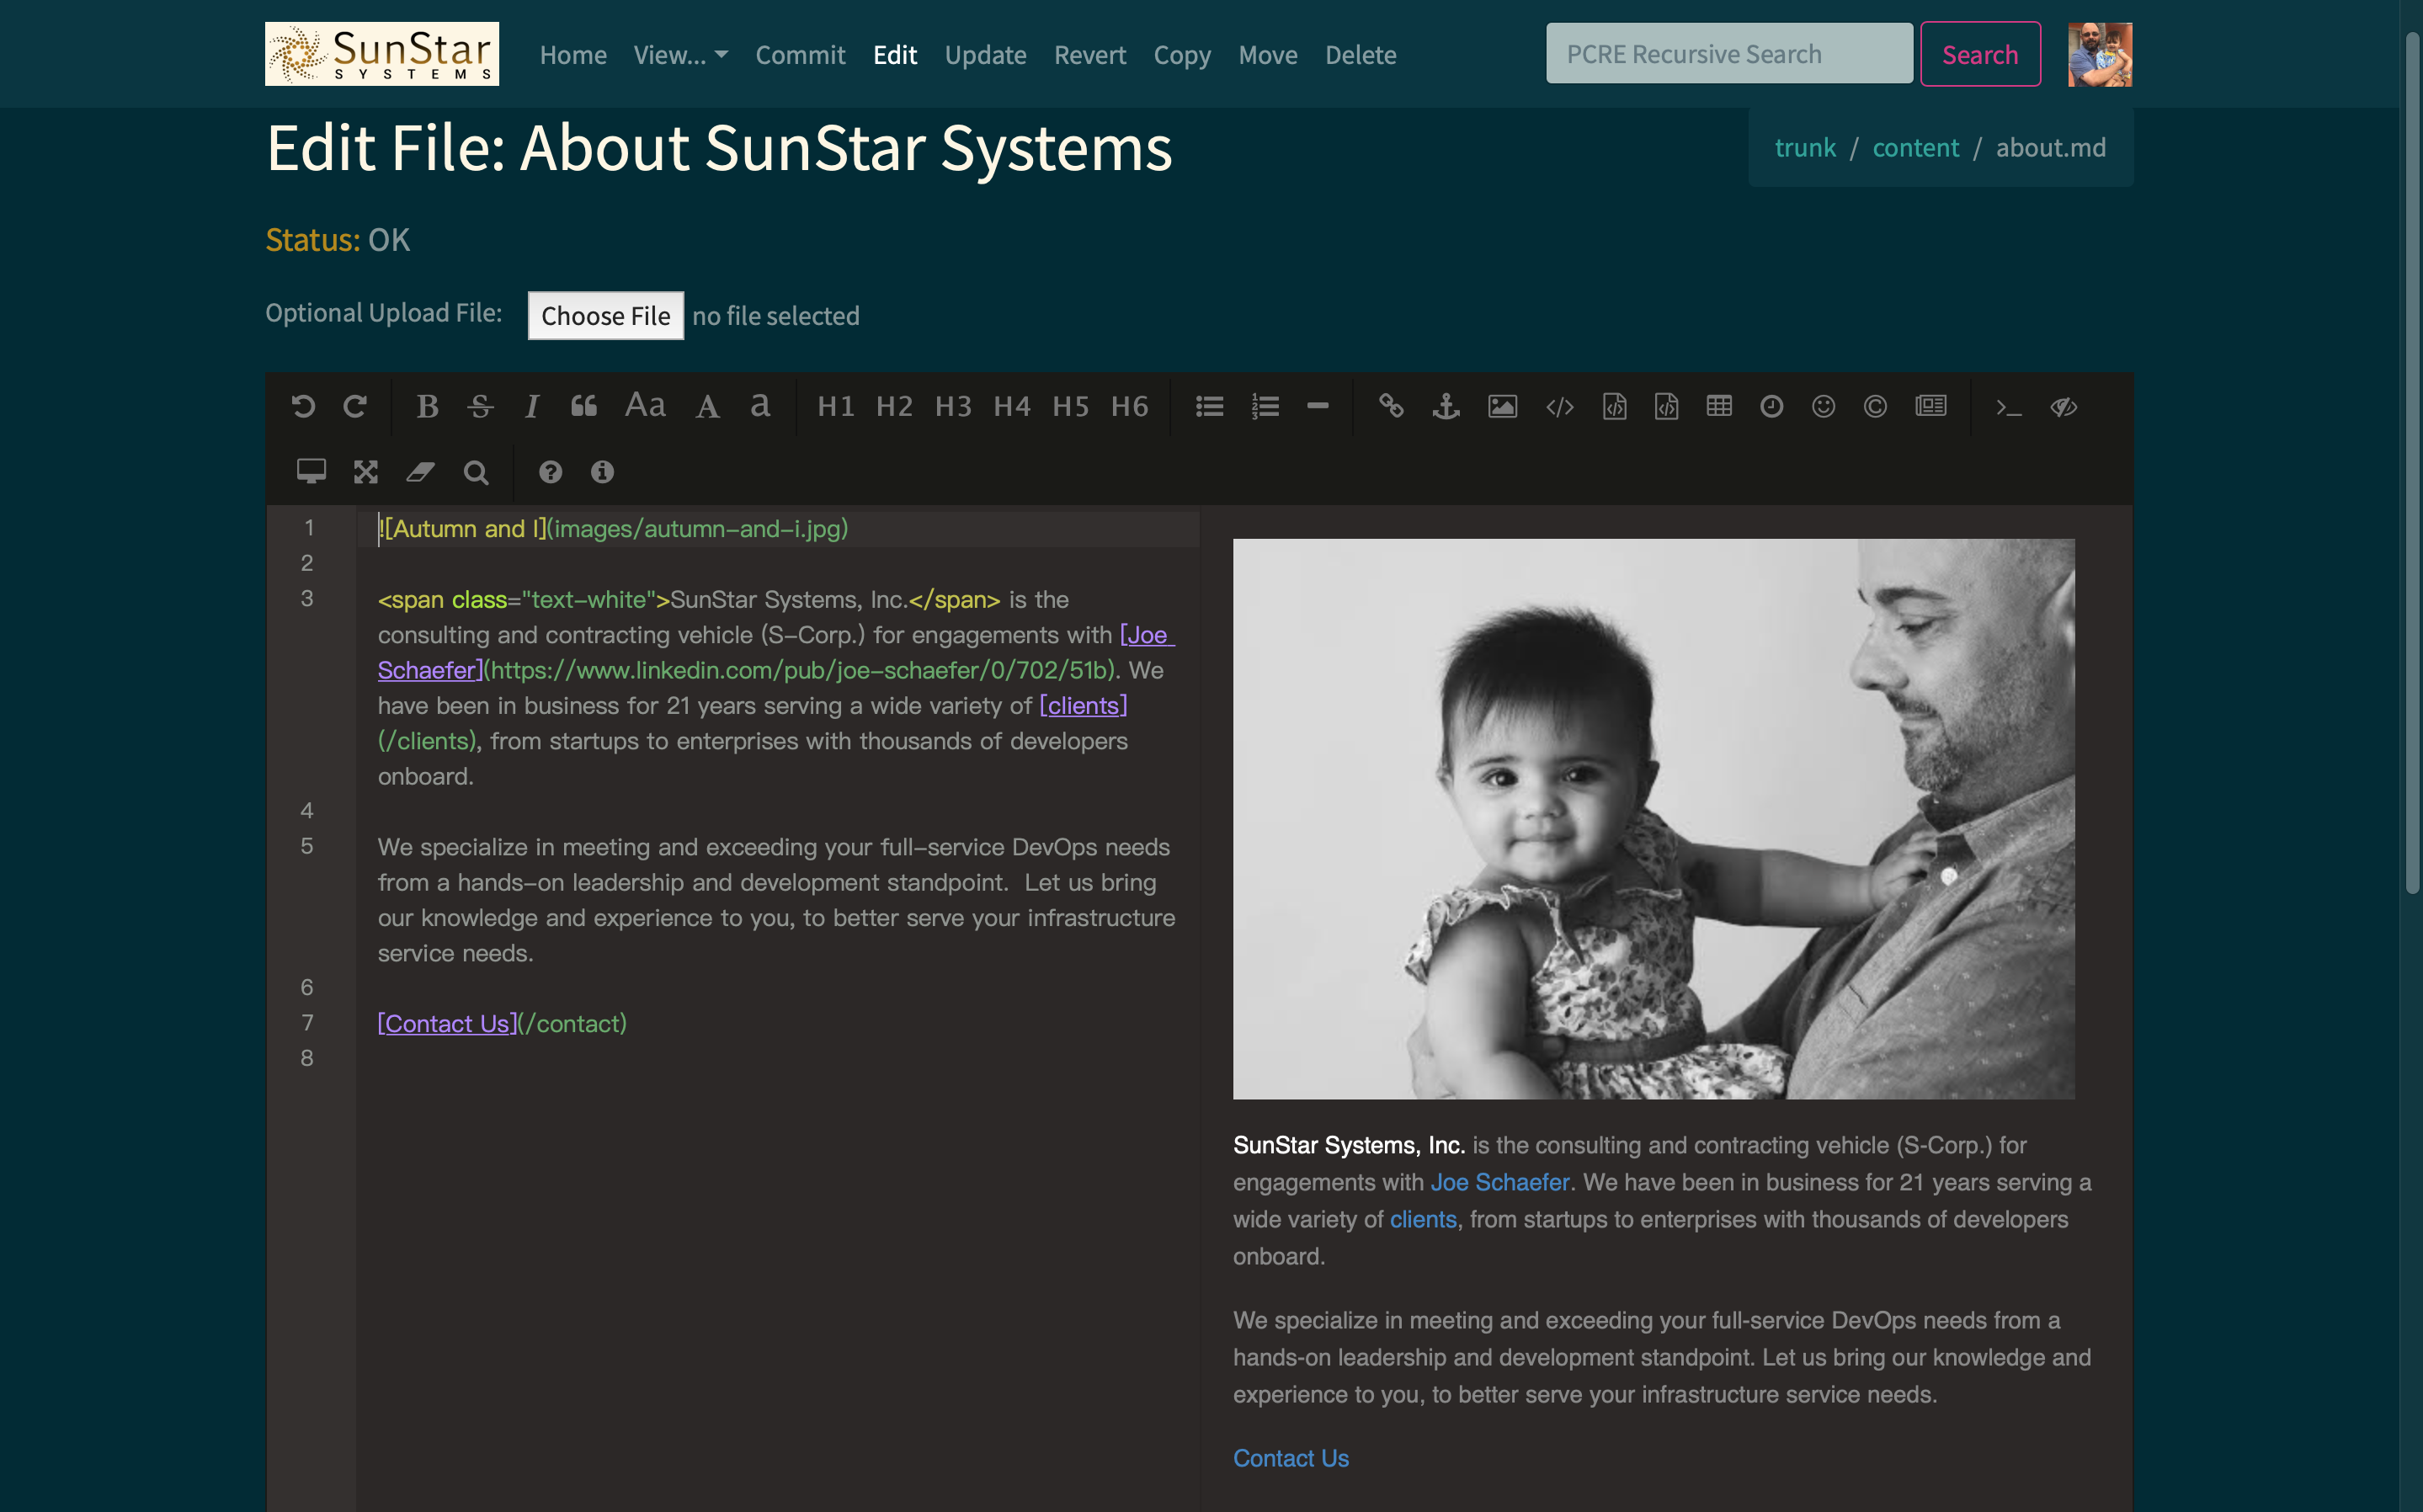 SunStar
SYSTEMS
Home View... Commit Edit Update Revert Copy Move Delete
PCRE Recursive Search
Search
Edit File: About SunStar Systems
trunk / content / about.md
Status: OK
Optional Upload File: Choose File no file selected
B S I Aa A a H1 H2 H3 H4 H5 H6
1 ![Autumn and I](images/autumn-and-i.jpg)
2
3 <span class="text-white">SunStar Systems, Inc.</span> is the
consulting and contracting vehicle (S-Corp.) for engagements with [Joe
Schaefer](https://www.linkedin.com/pub/joe-schaefer/0/702/51b). We
have been in business for 21 years serving a wide variety of [clients]
(/clients), from startups to enterprises with thousands of developers
onboard.
4
5 We specialize in meeting and exceeding your full-service DevOps needs
from a hands-on leadership and development standpoint.  Let us bring
our knowledge and experience to you, to better serve your infrastructure
service needs.
6
7 [Contact Us](/contact)
8
SunStar Systems, Inc. is the consulting and contracting vehicle (S-Corp.) for
engagements with Joe Schaefer. We have been in business for 21 years serving a
wide variety of clients, from startups to enterprises with thousands of developers
onboard.
We specialize in meeting and exceeding your full-service DevOps needs from a
hands-on leadership and development standpoint. Let us bring our knowledge and
experience to you, to better serve your infrastructure service needs.
Contact Us